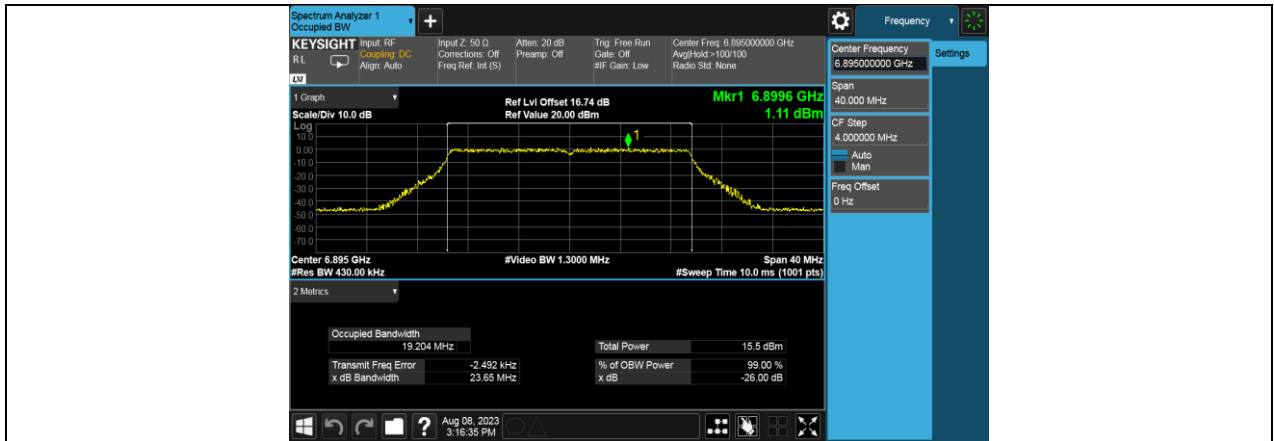 Spectrum Analyzer 1
Occupied BW
+
Frequency
KEYSIGHT
R L
LXI
Input: RF
Coupling: DC
Align: Auto
Input Z: 50 Ω
Corrections: Off
Freq Ref: Int (S)
Atten: 20 dB
Preamp: Off
Trig: Free Run
Gate: Off
#IF Gain: Low
Center Freq: 6.895000000 GHz
Avg|Hold:>100/100
Radio Std: None
Center Frequency
6.895000000 GHz
Settings
Span
40.000 MHz
CF Step
4.000000 MHz
Auto
Man
Freq Offset
0 Hz
1 Graph
Scale/Div 10.0 dB
Ref Lvl Offset 16.74 dB
Ref Value 20.00 dBm
Mkr1 6.8996 GHz
1.11 dBm
Log
10.0
0.00
-10.0
-20.0
-30.0
-40.0
-50.0
-60.0
-70.0
1
Center 6.895 GHz
#Res BW 430.00 kHz
#Video BW 1.3000 MHz
Span 40 MHz
#Sweep Time 10.0 ms (1001 pts)
2 Metrics
Occupied Bandwidth
19.204 MHz
Transmit Freq Error -2.492 kHz
x dB Bandwidth 23.65 MHz
Total Power 15.5 dBm
% of OBW Power 99.00 %
x dB -26.00 dB
?
Aug 08, 2023
3:16:35 PM